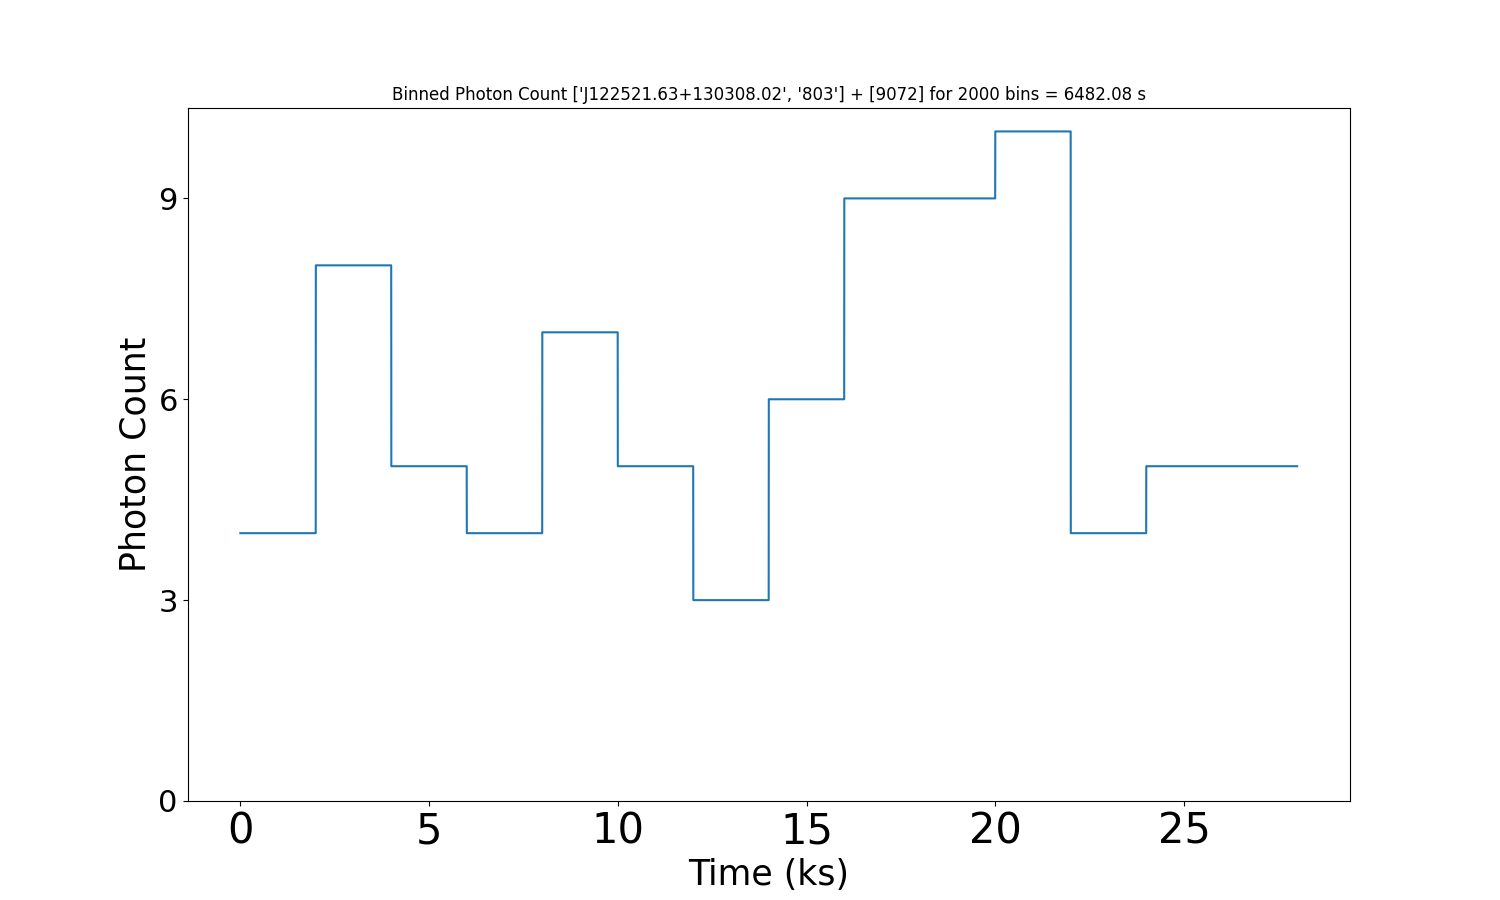 Binned Photon Count ['J122521.63+130308.02', '803'] + [9072] for 2000 bins = 6482.08 s
9
6
3
0
Photon Count
0 5 10 15 20 25
Time (ks)